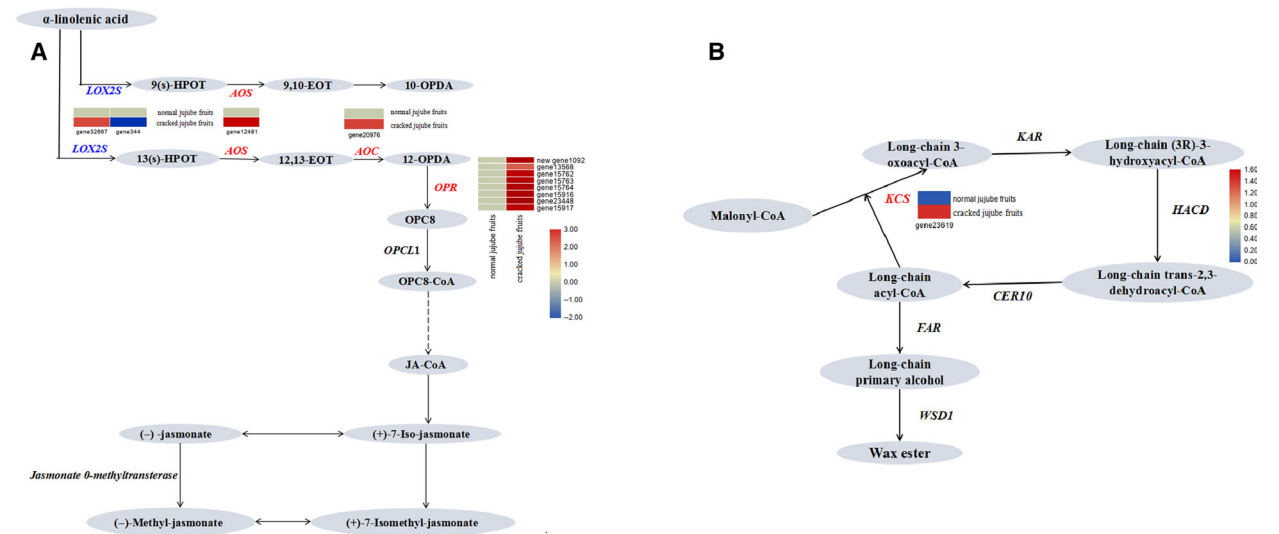 α-linolenic acid
A
LOX2S
9(s)-HPOT
AOS
9,10-EOT
10-OPDA
normal jujube fruits
cracked jujube fruits
gene32667
gene344
gene12481
normal jujube fruits
cracked jujube fruits
gene20976
LOX2S
13(s)-HPOT
AOS
12,13-EOT
AOC
12-OPDA
new gene1092
gene13568
gene15762
gene15763
gene15764
gene15916
gene23448
gene15917
OPR
normal jujube fruits
cracked jujube fruits
OPC8
OPCL1
OPC8-CoA
3.00
2.00
1.00
0.00
−1.00
−2.00
JA-CoA
(−) -jasmonate
(+)-7-Iso-jasmonate
Jasmonate 0-methyltransterase
(−)-Methyl-jasmonate
(+)-7-Isomethyl-jasmonate
B
Long-chain 3-
oxoacyl-CoA
KAR
Long-chain (3R)-3-
hydroxyacyl-CoA
Malonyl-CoA
KCS
normal jujube fruits
cracked jujube fruits
gene23619
HACD
1.60
1.40
1.20
1.00
0.80
0.60
0.40
0.20
0.00
Long-chain
acyl-CoA
CER10
Long-chain trans-2,3-
dehydroacyl-CoA
FAR
Long-chain
primary alcohol
WSD1
Wax ester